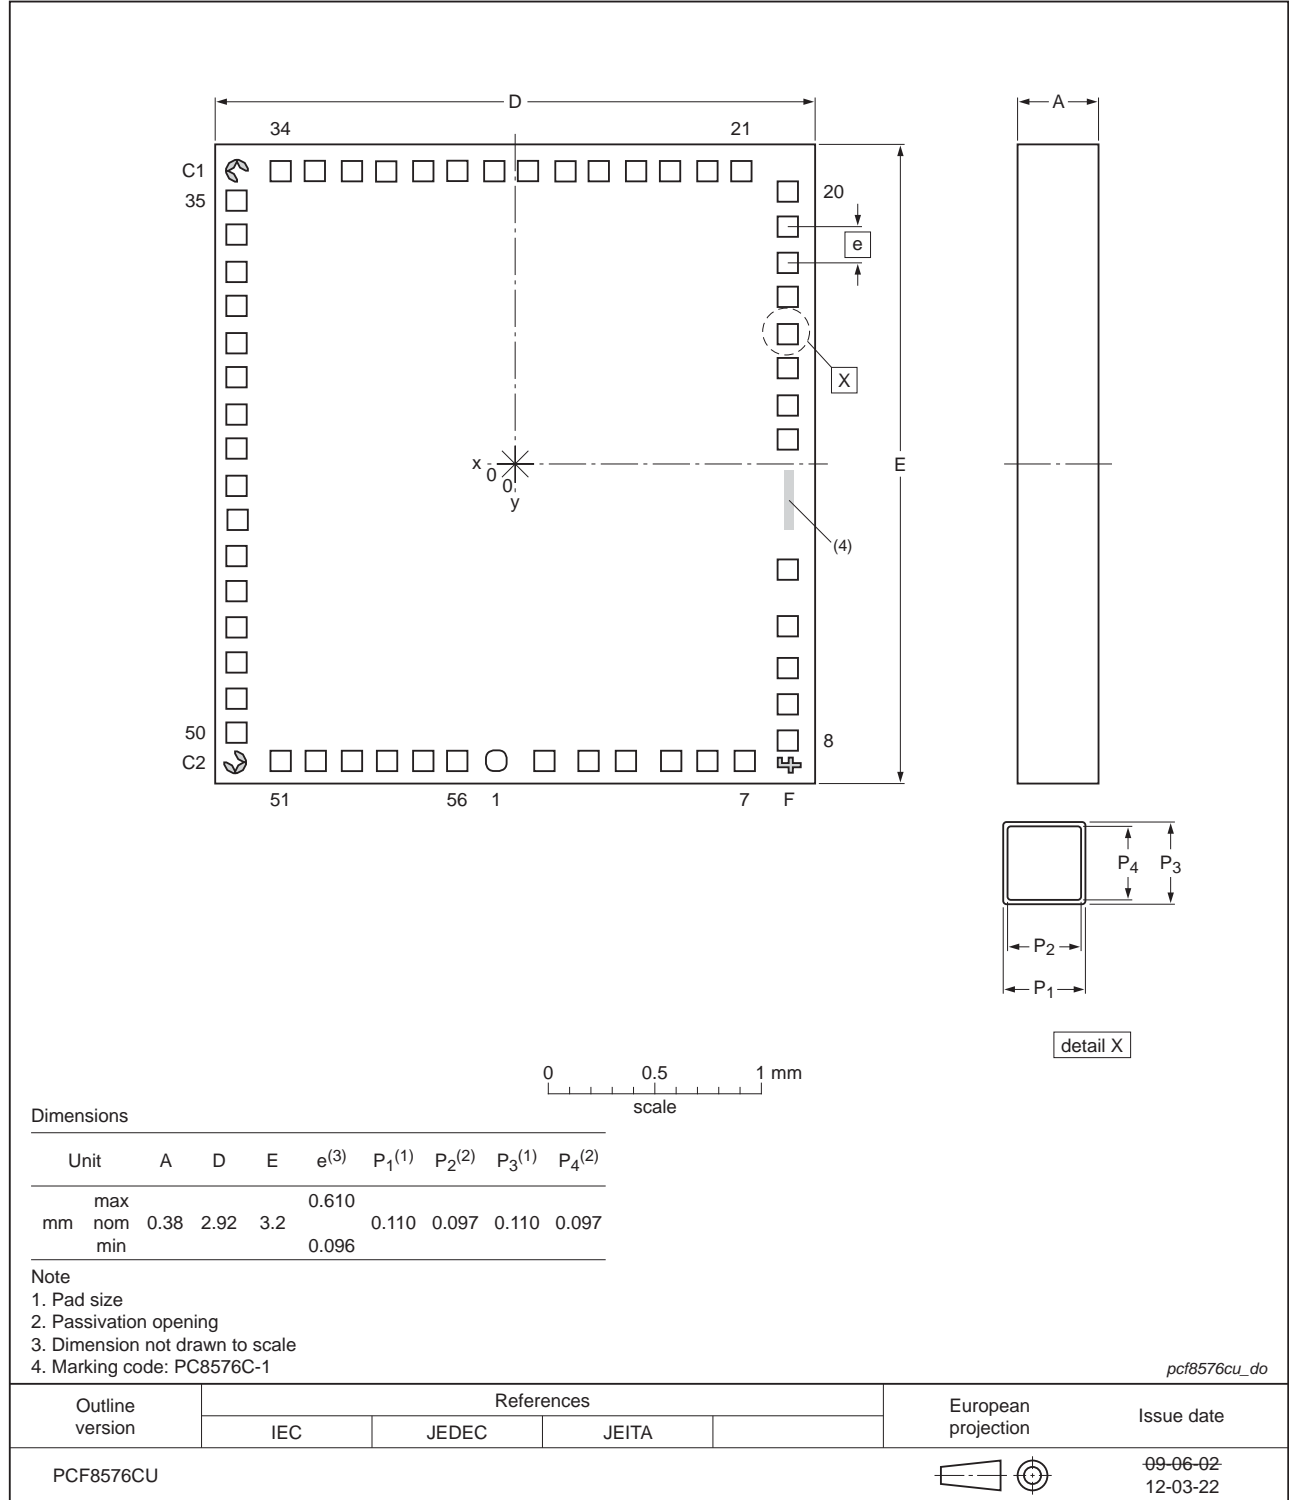 D
A
34
21
C1
35
20
e
X
x
0
0
y
E
(4)
50
8
C2
51
56
1
7
F
P4
P3
P2
P1
detail X
0
0.5
1 mm
scale
Dimensions
Unit A D E e(3) P1(1) P2(2) P3(1) P4(2)
max 0.610
mm nom 0.38 2.92 3.2 0.110 0.097 0.110 0.097
min 0.096
Note
1. Pad size
2. Passivation opening
3. Dimension not drawn to scale
4. Marking code: PC8576C-1
pcf8576cu_do
Outline version
References
IEC
JEDEC
JEITA
European projection
Issue date
PCF8576CU
09-06-02
12-03-22